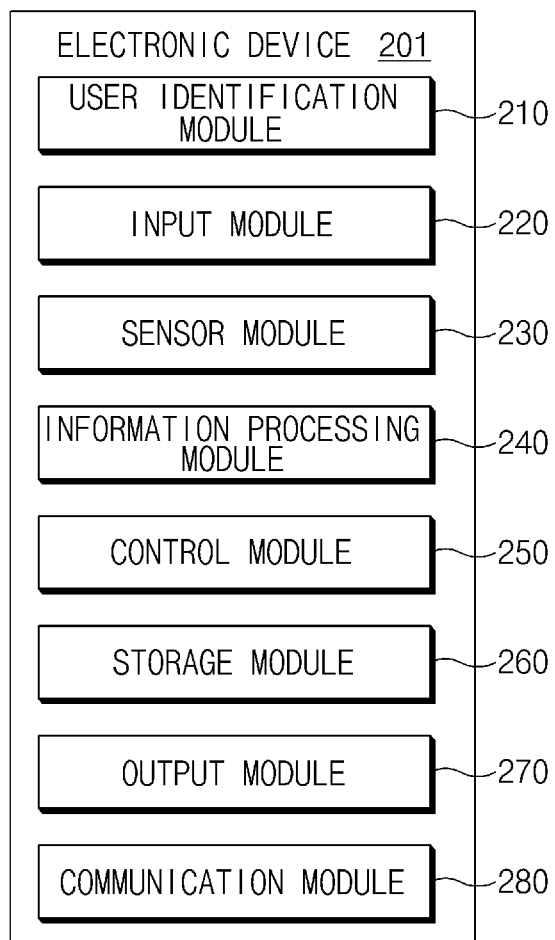 ELECTRONIC DEVICE 201
USER IDENTIFICATION
MODULE
210
INPUT MODULE
220
SENSOR MODULE
230
INFORMATION PROCESSING
MODULE
240
CONTROL MODULE
250
STORAGE MODULE
260
OUTPUT MODULE
270
COMMUNICATION MODULE
280